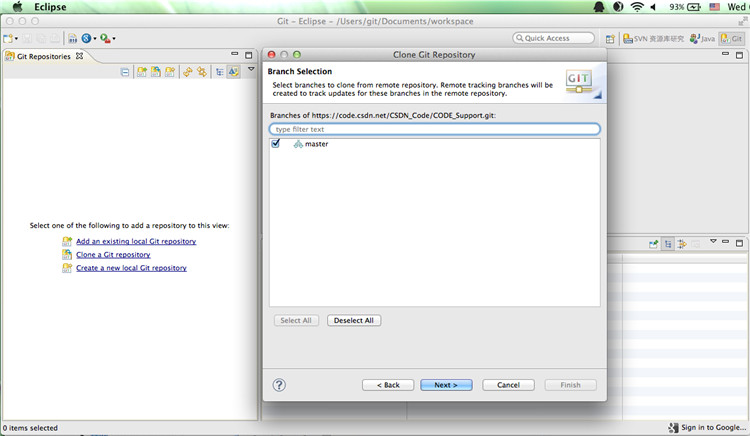 Eclipse
93%
Wed
Git - Eclipse - /Users/git/Documents/workspace
Quick Access
SVN 资源库研究
Java
Git
Git Repositories
Select one of the following to add a repository to this view:
Add an existing local Git repository
Clone a Git repository
Create a new local Git repository
Clone Git Repository
Branch Selection
Select branches to clone from remote repository. Remote tracking branches will be
created to track updates for these branches in the remote repository.
GIT
Branches of https://code.csdn.net/CSDN_Code/CODE_Support.git:
type filter text
master
Select All
Deselect All
?
< Back
Next >
Cancel
Finish
0 items selected
Sign in to Google...